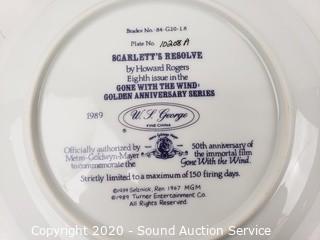 Bradex No.-84-G20-1.8
Plate No. 10208A
SCARLETT'S RESOLVE
by Howard Rogers
Eighth issue in the
GONE WITH THE WIND:
GOLDEN ANNIVERSARY SERIES
1989
W. S. George
FINE CHINA
Officially authorized by
Metro-Goldwyn-Mayer
to commemorate the
50th anniversary of
the immortal film
Gone With the Wind.
Strictly limited to a maximum of 150 firing days.
©1939 Selznick, Ren. 1967 MGM
©1989 Turner Entertainment Co.
All Rights Reserved.
Copyright 2020 - Sound Auction Service